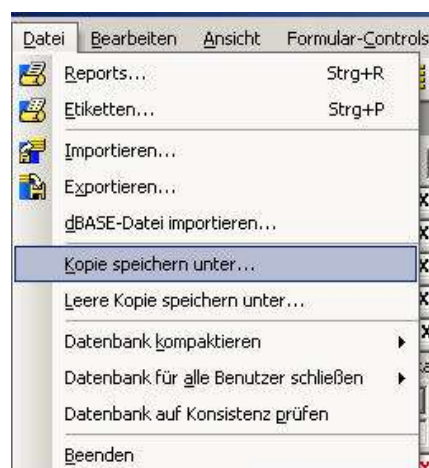 Datei Bearbeiten Ansicht Formular-Controls
Reports... Strg+R
Etiketten... Strg+P
Importieren...
Exportieren...
dBASE-Datei importieren...
Kopie speichern unter...
Leere Kopie speichern unter...
Datenbank kompaktieren
Datenbank für alle Benutzer schließen
Datenbank auf Konsistenz prüfen
Beenden